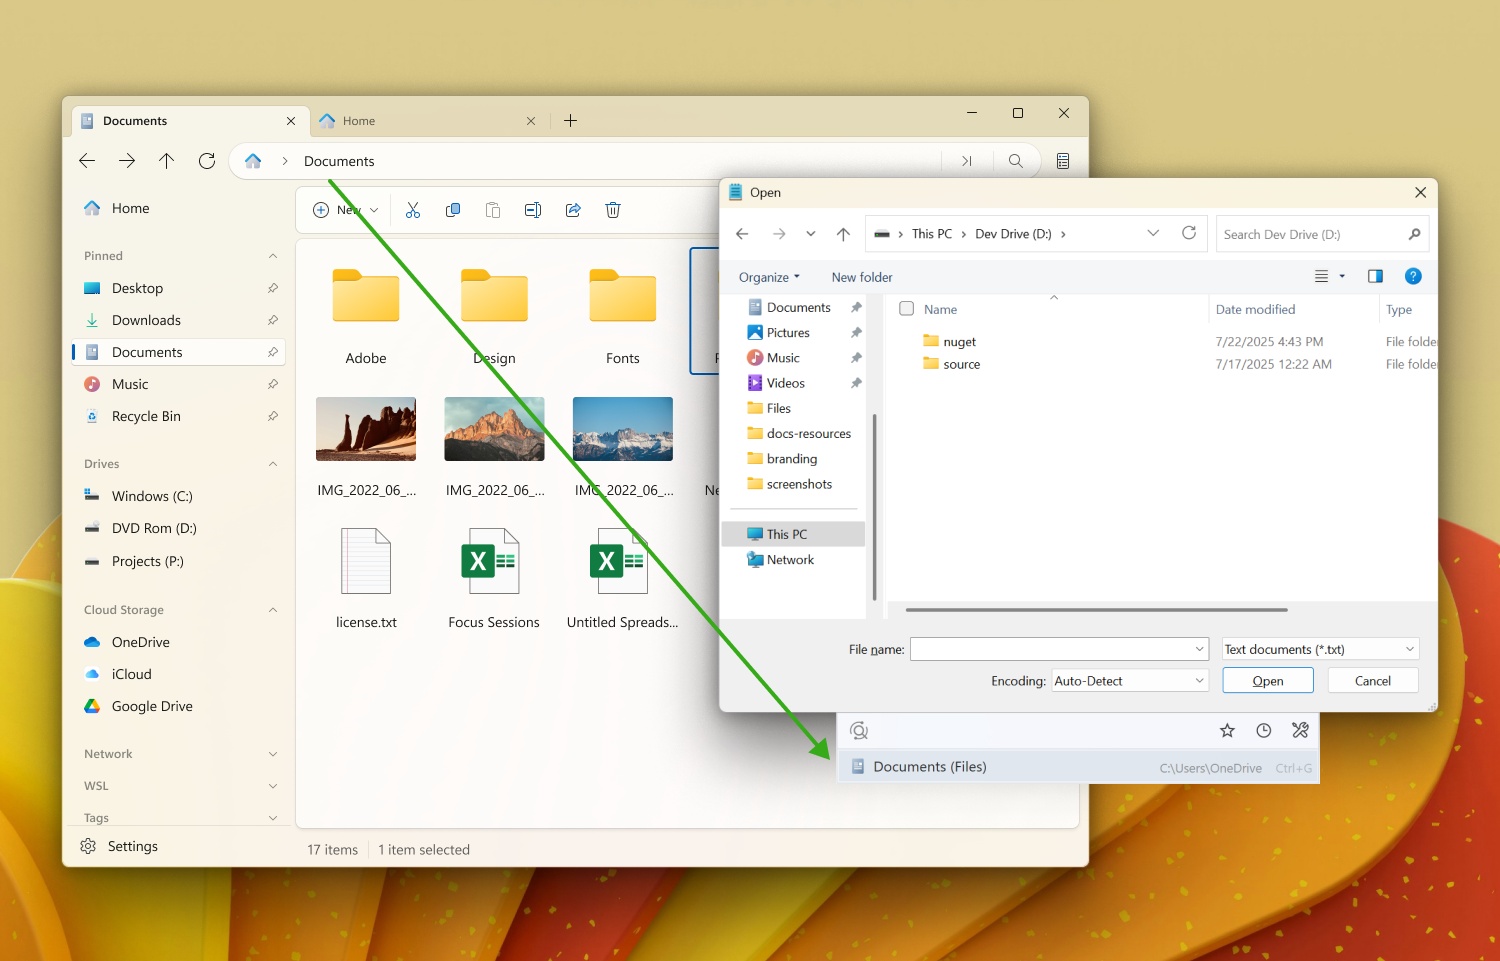 Documents
Home
Documents
Home
Pinned
Desktop
Downloads
Documents
Music
Recycle Bin
Drives
Windows (C:)
DVD Rom (D:)
Projects (P:)
Cloud Storage
OneDrive
iCloud
Google Drive
Network
WSL
Tags
Settings
New
Adobe
Design
Fonts
IMG_2022_06_...
IMG_2022_06_...
IMG_2022_06_...
Ne
license.txt
Focus Sessions
Untitled Spreads...
17 items
1 item selected
Open
This PC
Dev Drive (D:)
Search Dev Drive (D:)
Organize
New folder
Documents
Pictures
Music
Videos
Files
docs-resources
branding
screenshots
This PC
Network
Name
Date modified
Type
nuget
7/22/2025 4:43 PM
File folde
source
7/17/2025 12:22 AM
File folde
File name:
Text documents (*.txt)
Encoding:
Auto-Detect
Open
Cancel
Documents (Files)
C:\Users\OneDrive
Ctrl+G